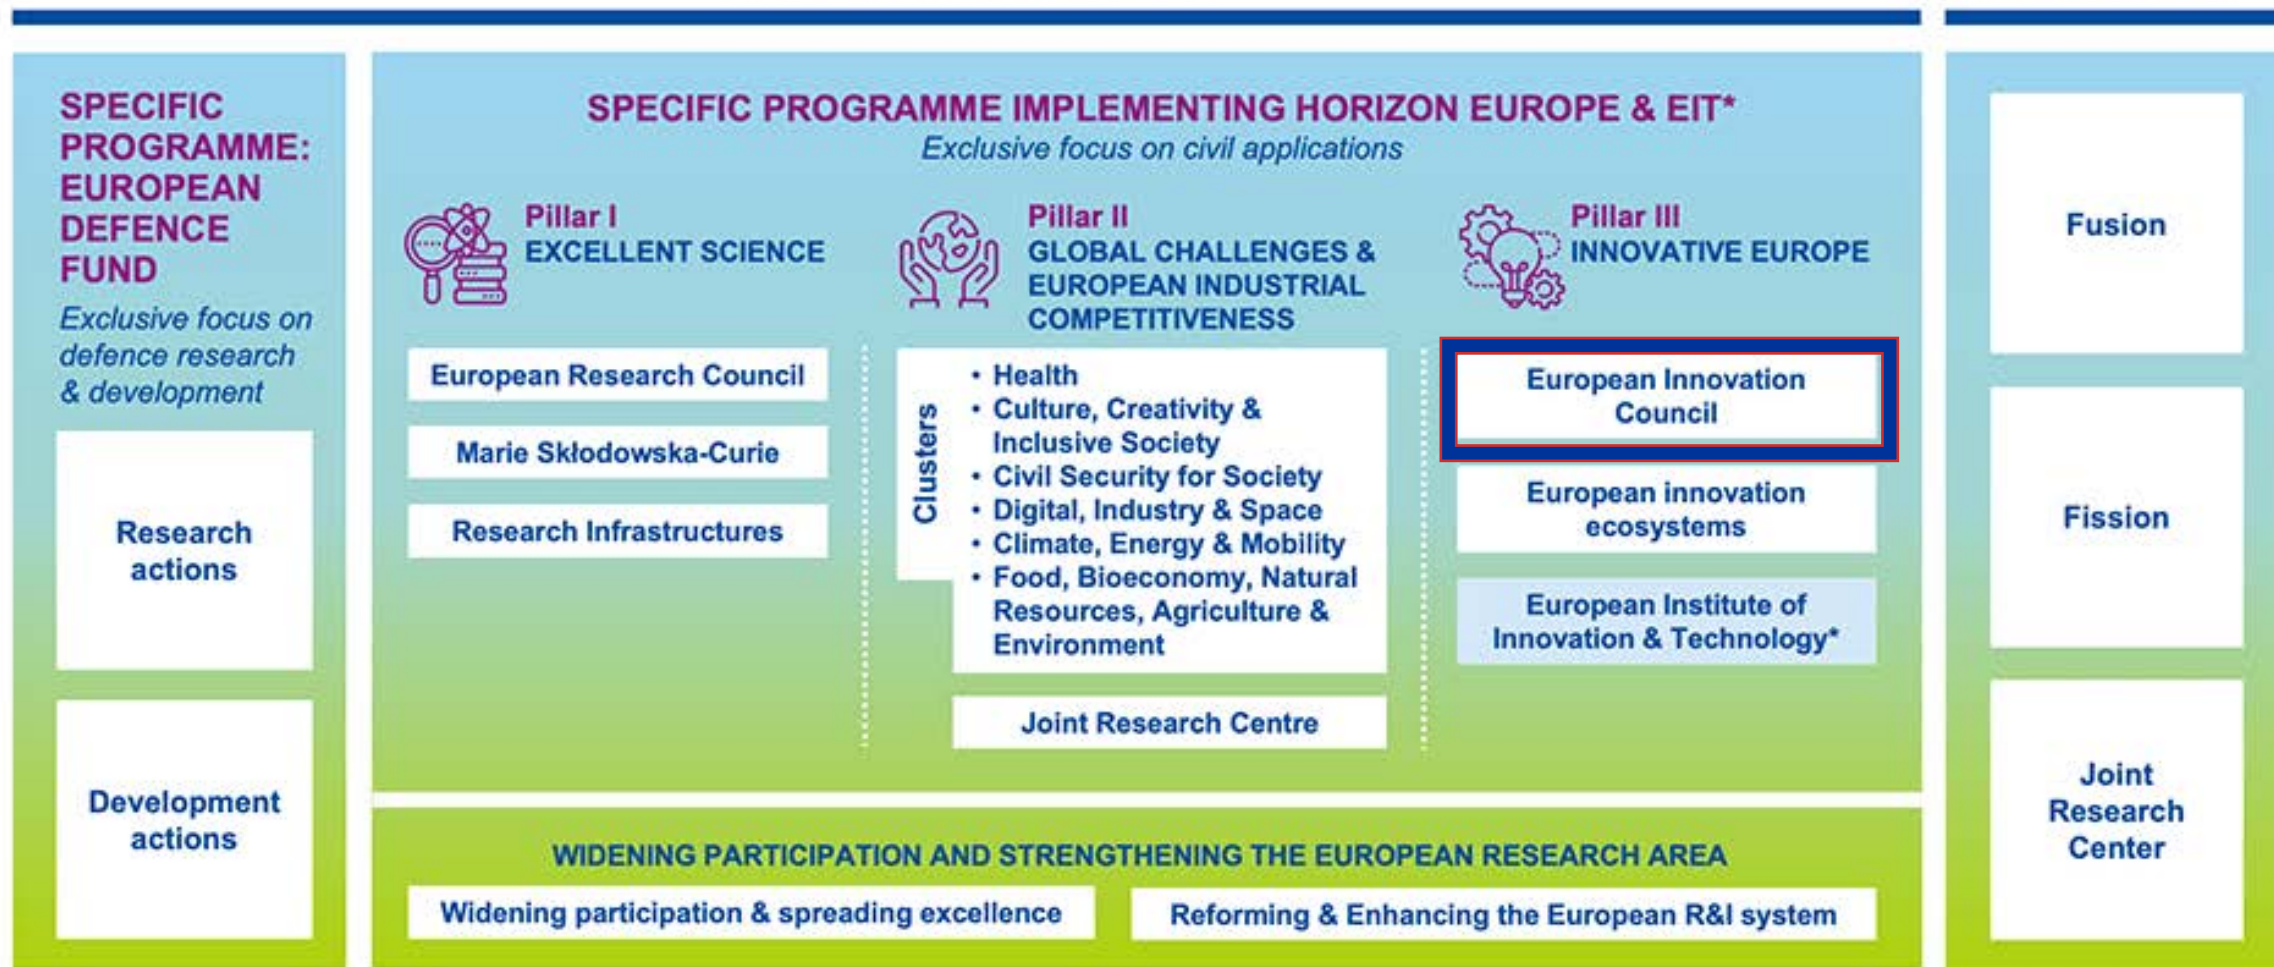 SPECIFIC
PROGRAMME:
EUROPEAN
DEFENCE
FUND
Exclusive focus on
defence research
& development
Research
actions
Development
actions
SPECIFIC PROGRAMME IMPLEMENTING HORIZON EUROPE & EIT*
Exclusive focus on civil applications
Pillar I
EXCELLENT SCIENCE
European Research Council
Marie Skłodowska-Curie
Research Infrastructures
Pillar II
GLOBAL CHALLENGES &
EUROPEAN INDUSTRIAL
COMPETITIVENESS
Clusters
• Health
• Culture, Creativity &
Inclusive Society
• Civil Security for Society
• Digital, Industry & Space
• Climate, Energy & Mobility
• Food, Bioeconomy, Natural
Resources, Agriculture &
Environment
Joint Research Centre
Pillar III
INNOVATIVE EUROPE
European Innovation
Council
European innovation
ecosystems
European Institute of
Innovation & Technology*
WIDENING PARTICIPATION AND STRENGTHENING THE EUROPEAN RESEARCH AREA
Widening participation & spreading excellence
Reforming & Enhancing the European R&I system
Fusion
Fission
Joint
Research
Center